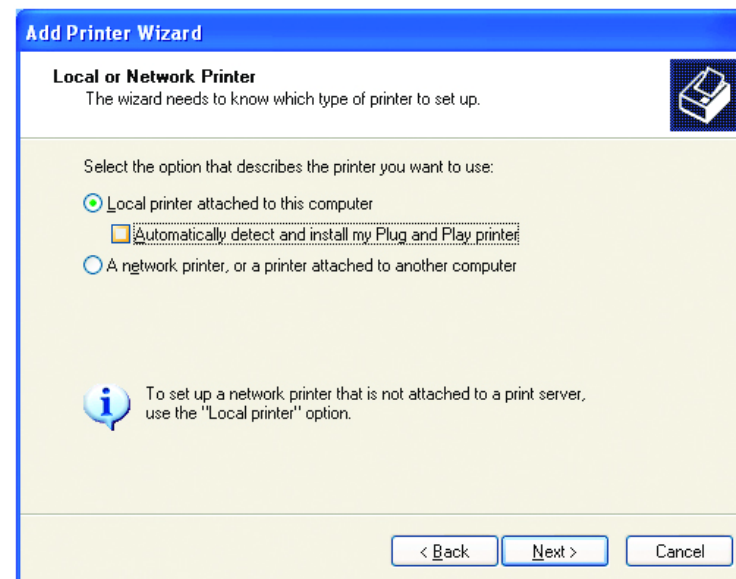 Add Printer Wizard
Local or Network Printer
The wizard needs to know which type of printer to set up.
Select the option that describes the printer you want to use:
Local printer attached to this computer
Automatically detect and install my Plug and Play printer
A network printer, or a printer attached to another computer
To set up a network printer that is not attached to a print server,
use the "Local printer" option.
< Back
Next >
Cancel